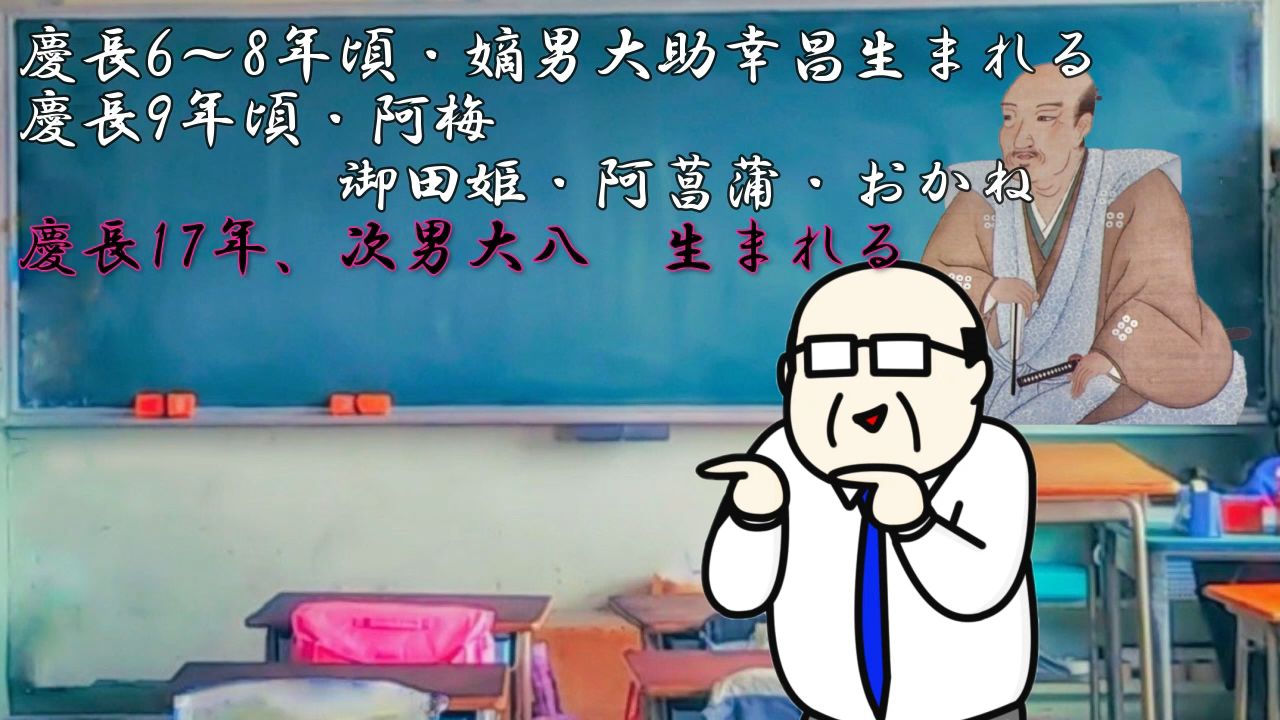 慶長6～8年頃・嫡男大助幸昌生まれる
慶長9年頃・阿梅
御田姫・阿菖蒲・おかね
慶長17年、次男大八 生まれる